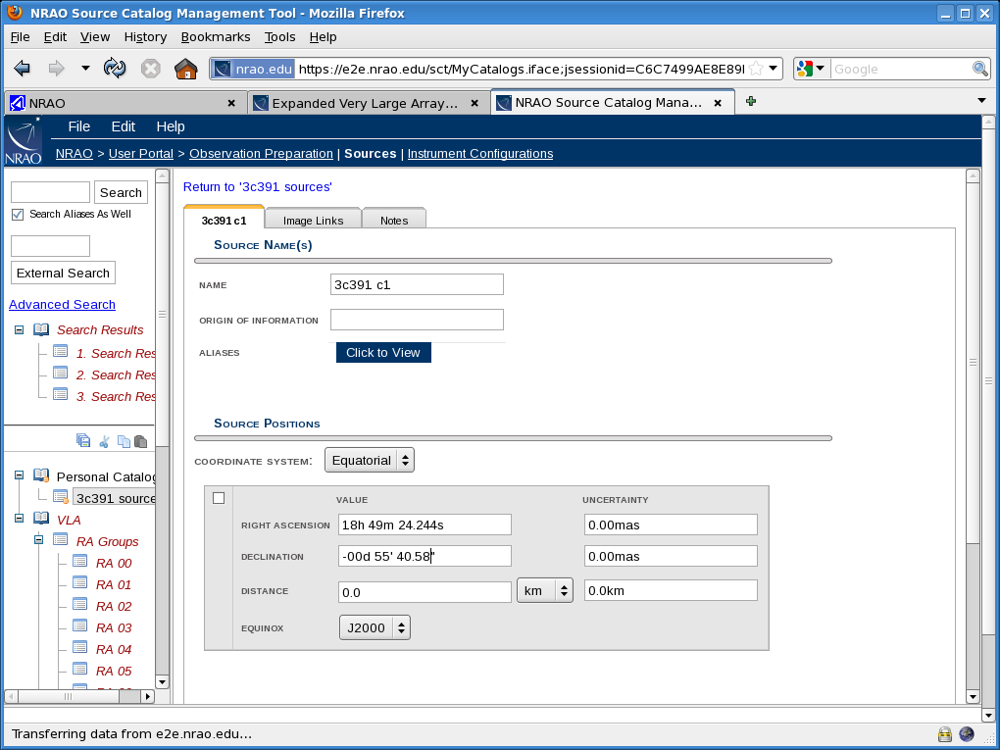 NRAO Source Catalog Management Tool - Mozilla Firefox
File Edit View History Bookmarks Tools Help
nrao.edu https://e2e.nrao.edu/sct/MyCatalogs.iface;jsessionid=C6C7499AE8E89I Google
NRAO Expanded Very Large Array... NRAO Source Catalog Mana...
NRAO File Edit Help
NRAO > User Portal > Observation Preparation | Sources | Instrument Configurations
Search
Search Aliases As Well
External Search
Advanced Search
Search Results
1. Search Res
2. Search Res
3. Search Res
Personal Catalog
3c391 source
VLA
RA Groups
RA 00
RA 01
RA 02
RA 03
RA 04
RA 05
Return to '3c391 sources'
3c391 c1 Image Links Notes
Source Name(s)
NAME 3c391 c1
ORIGIN OF INFORMATION
ALIASES Click to View
Source Positions
COORDINATE SYSTEM: Equatorial
VALUE UNCERTAINTY
RIGHT ASCENSION 18h 49m 24.244s 0.00mas
DECLINATION -00d 55' 40.58" 0.00mas
DISTANCE 0.0 km 0.0km
EQUINOX J2000
Transferring data from e2e.nrao.edu...